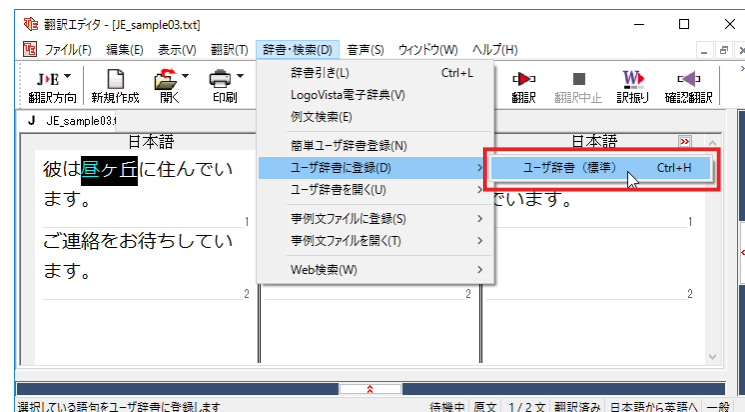 翻訳エディタ - [JE_sample03.txt]
ファイル(F) 編集(E) 表示(V) 翻訳(T) 辞書・検索(D) 音声(S) ウィンドウ(W) ヘルプ(H)
J▸E
翻訳方向 新規作成 開く 印刷 翻訳 翻訳中止 訳振り 確認翻訳
辞書引き(L) Ctrl+L
LogoVista電子辞典(V)
例文検索(E)
簡単ユーザ辞書登録(N)
ユーザ辞書に登録(D)
ユーザ辞書を開く(U)
事例文ファイルに登録(S)
事例文ファイルを開く(T)
Web検索(W)
ユーザ辞書（標準） Ctrl+H
J JE_sample03.t
日本語
彼は昼ヶ丘に住んでい
ます。
1
ご連絡をお待ちしてい
ます。
2
2
日本語
います。
1
2
選択している語句をユーザ辞書に登録します 待機中 原文 1/2文 翻訳済み 日本語から英語へ 一般